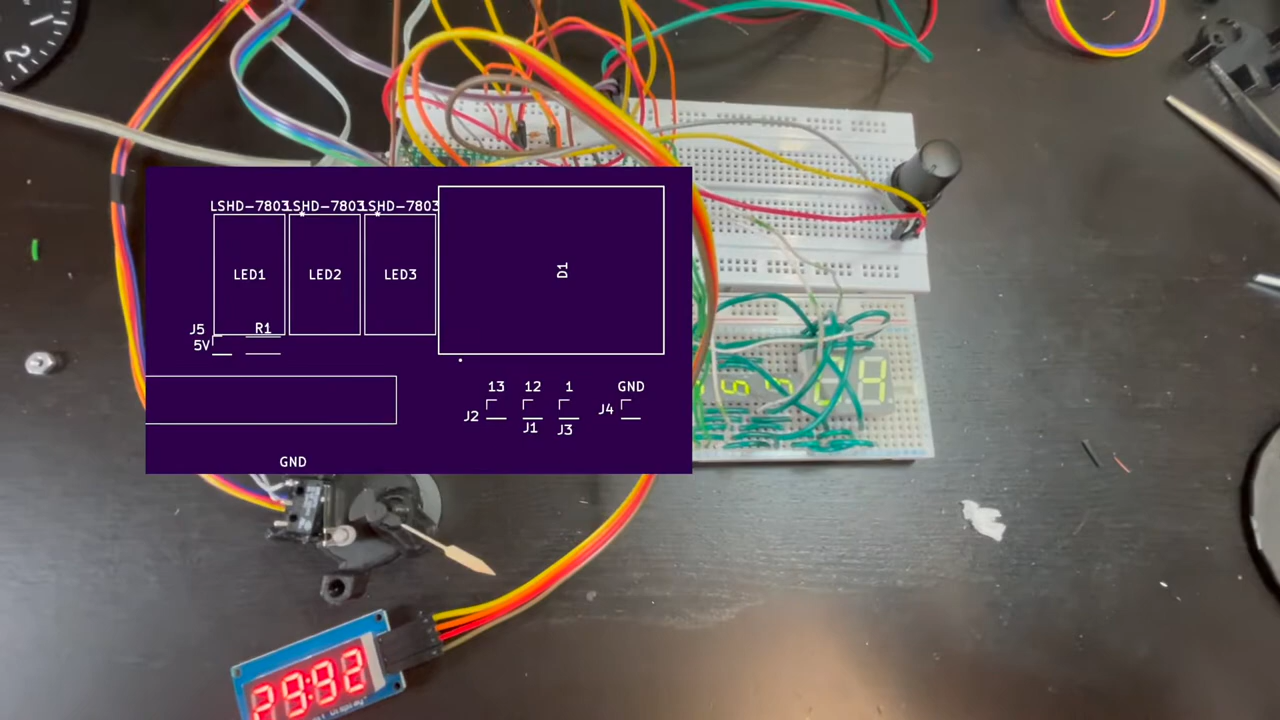 2
LSHD-7803 LSHD-7803 LSHD-7803
LED1 LED2 LED3 D1
J5 R1
5V
13 12 1 GND
J2 J4
J1 J3
GND